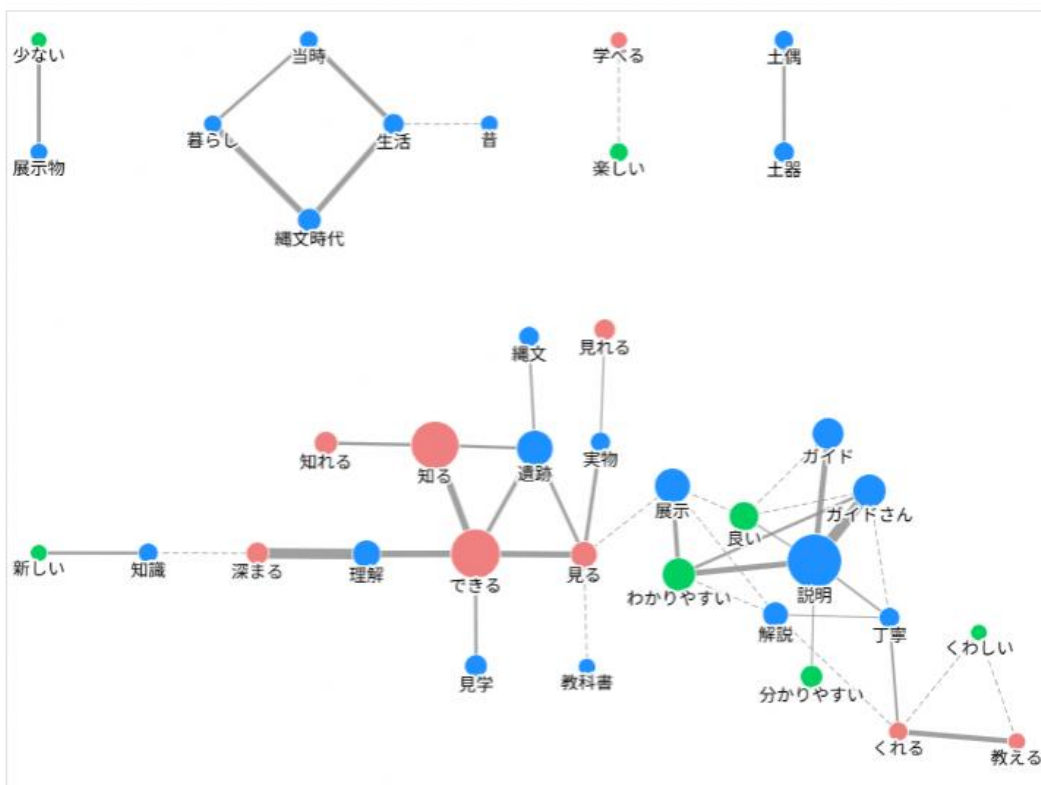 少ない
当時
学べる
土偶
暮らし
生活
昔
展示物
楽しい
土器
縄文時代
縄文
見れる
知れる
知る
遺跡
実物
ガイド
展示
ガイドさん
良い
新しい
知識
深まる
理解
できる
見る
わかりやすい
説明
解説
丁寧
くわしい
見学
教科書
分かりやすい
くれる
教える